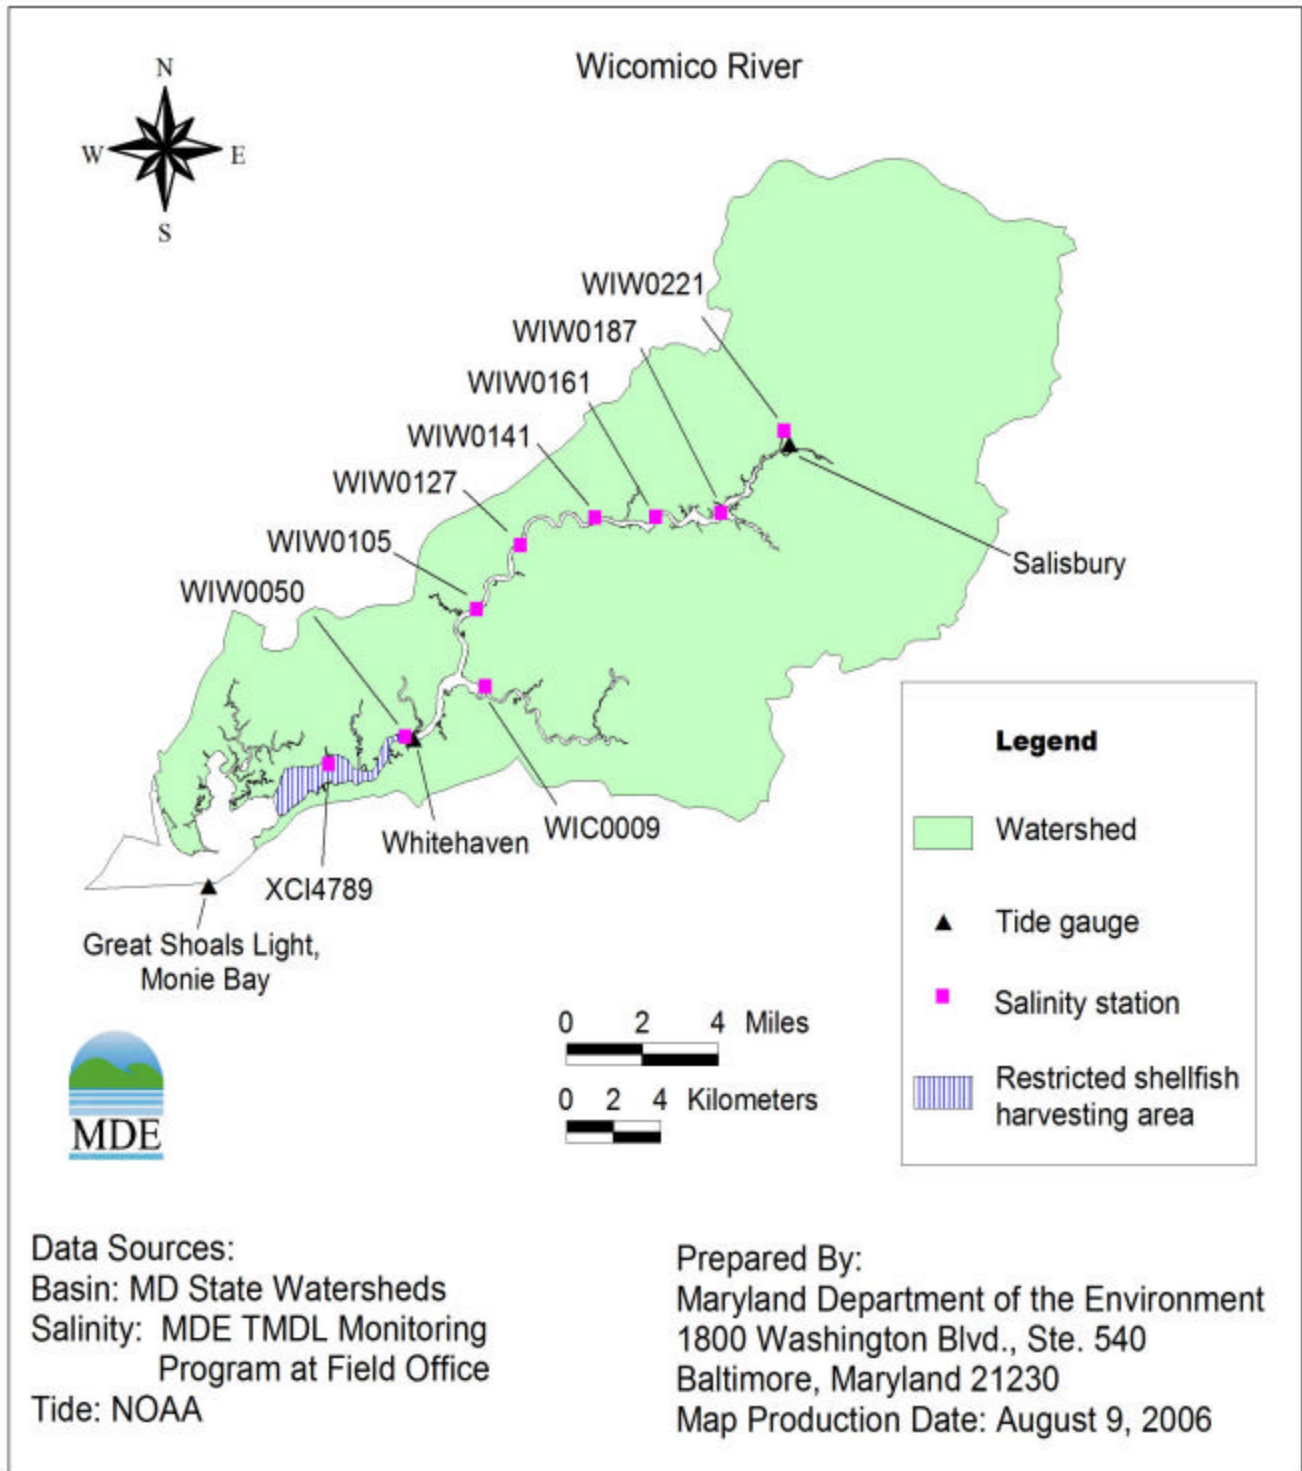 Wicomico River
N
W
E
S
WIW0221
WIW0187
WIW0161
WIW0141
WIW0127
WIW0105
WIW0050
Salisbury
Legend
Watershed
Tide gauge
Salinity station
Restricted shellfish
harvesting area
WIC0009
Whitehaven
XCI4789
Great Shoals Light,
Monie Bay
0 2 4 Miles
0 2 4 Kilometers
MDE
Data Sources:
Basin: MD State Watersheds
Salinity: MDE TMDL Monitoring
Program at Field Office
Tide: NOAA
Prepared By:
Maryland Department of the Environment
1800 Washington Blvd., Ste. 540
Baltimore, Maryland 21230
Map Production Date: August 9, 2006